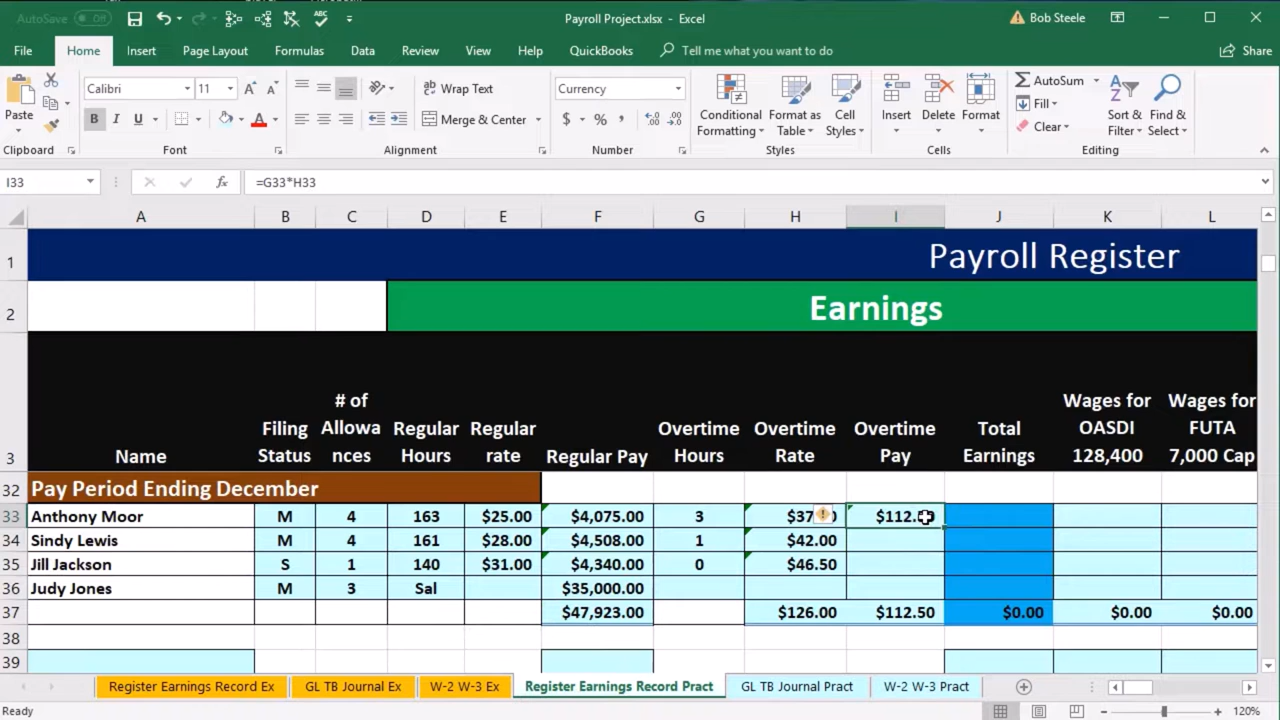 AutoSave Off Payroll Project.xlsx - Excel Bob Steele
File Home Insert Page Layout Formulas Data Review View Help QuickBooks Tell me what you want to do Share
Paste Calibri 11 Wrap Text Currency Conditional Formatting Format as Table Cell Styles Insert Delete Format AutoSum Sort & Filter Find & Select
B I U Merge & Center $ % Fill Clear
Clipboard Font Alignment Number Styles Cells Editing
I33 fx =G33*H33
A B C D E F G H I J K L
1 Payroll Register
2 Earnings
3 Name Filing Status # of Allowa nces Regular Hours Regular rate Regular Pay Overtime Hours Overtime Rate Overtime Pay Total Earnings Wages for OASDI 128,400 Wages for FUTA 7,000 Cap
32 Pay Period Ending December
33 Anthony Moor M 4 163 $25.00 $4,075.00 3
34 Sindy Lewis M 4 161 $28.00 $4,508.00 1 $42.00
35 Jill Jackson S 1 140 $31.00 $4,340.00 0 $46.50
36 Judy Jones M 3 Sal $35,000.00
37 $47,923.00 $126.00 $112.50 $0.00 $0.00 $0.00
38
39
Register Earnings Record Ex GL TB Journal Ex W-2 W-3 Ex Register Earnings Record Pract GL TB Journal Pract W-2 W-3 Pract
Ready 120%